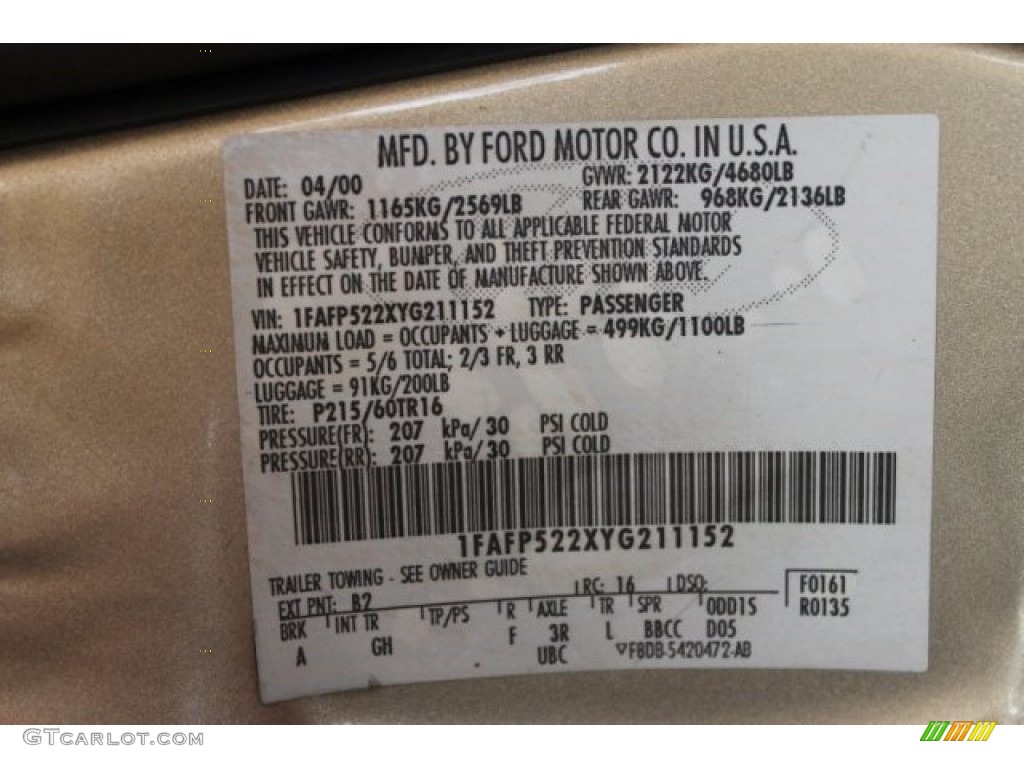 MFD. BY FORD MOTOR CO. IN U.S.A.
DATE: 04/00 GVWR: 2122KG/4680LB
FRONT GAWR: 1165KG/2569LB REAR GAWR: 968KG/2136LB
THIS VEHICLE CONFORMS TO ALL APPLICABLE FEDERAL MOTOR
VEHICLE SAFETY, BUMPER, AND THEFT PREVENTION STANDARDS
IN EFFECT ON THE DATE OF MANUFACTURE SHOWN ABOVE.
VIN: 1FAFP522XYG211152 TYPE: PASSENGER
MAXIMUM LOAD = OCCUPANTS + LUGGAGE = 499KG/1100LB
OCCUPANTS = 5/6 TOTAL; 2/3 FR, 3 RR
LUGGAGE = 91KG/200LB
TIRE: P215/60TR16
PRESSURE(FR): 207 kPa/30 PSI COLD
PRESSURE(RR): 207 kPa/30 PSI COLD
1FAFP522XYG211152
TRAILER TOWING - SEE OWNER GUIDE
EXT PNT: B2 RC: 16 DSO: F0161
BRK INT TR TP/PS R AXLE TR SPR ODD1S R0135
A GH F 3R L BBCC D05
UBC F8DB-5420472-AB
GTCarLot.com